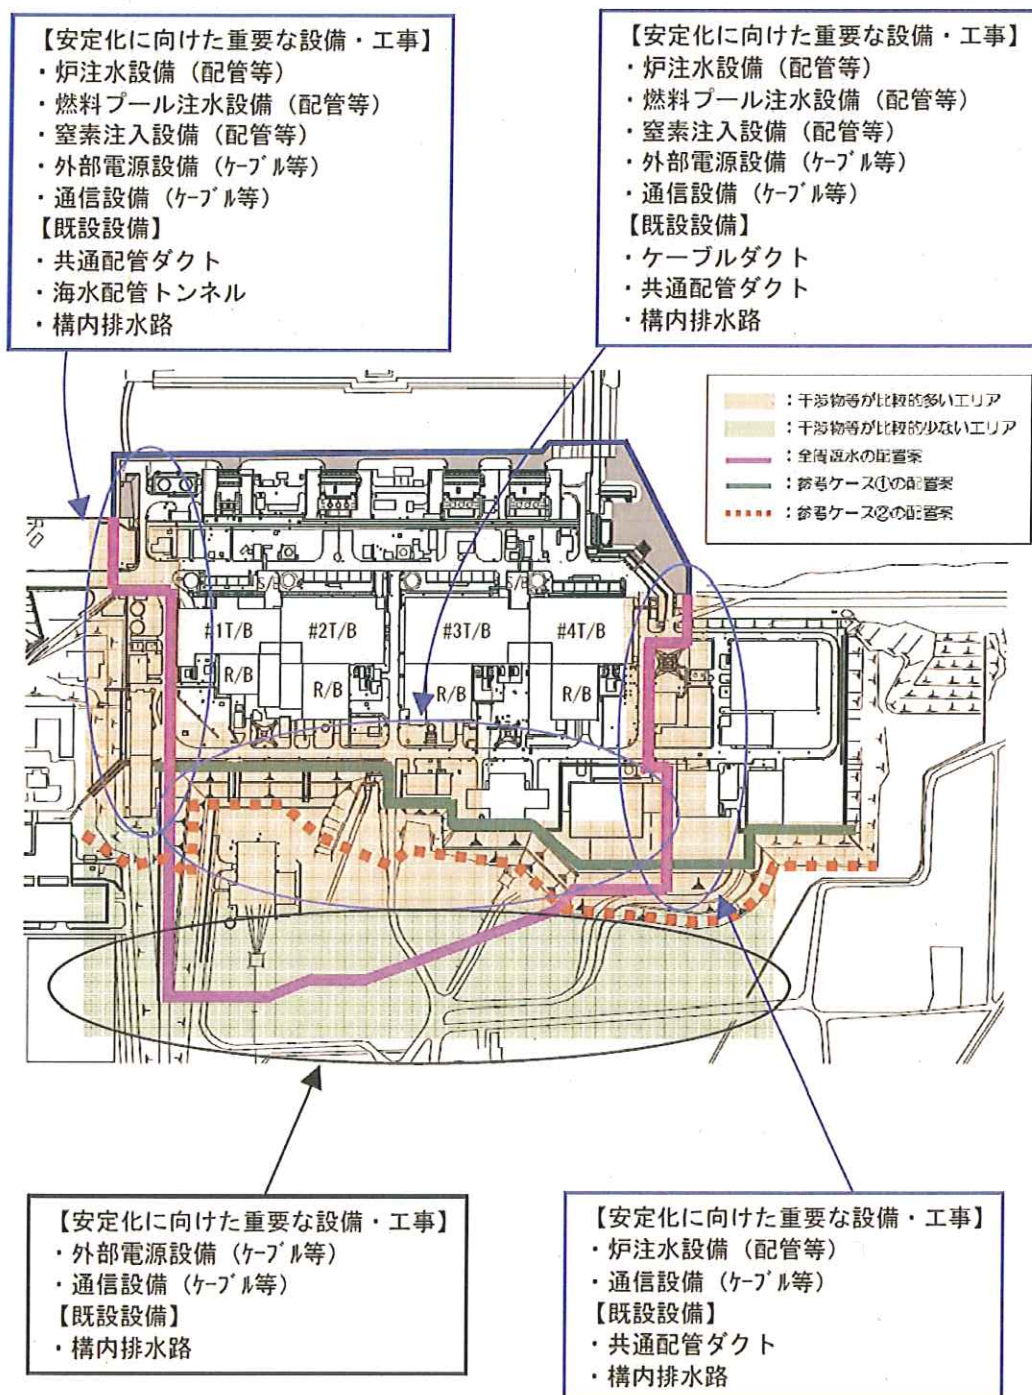 【安定化に向けた重要な設備・工事】
・炉注水設備（配管等）
・燃料プール注水設備（配管等）
・窒素注入設備（配管等）
・外部電源設備（ｹｰﾌﾞﾙ等）
・通信設備（ｹｰﾌﾞﾙ等）
【既設設備】
・共通配管ダクト
・海水配管トンネル
・構内排水路
【安定化に向けた重要な設備・工事】
・炉注水設備（配管等）
・燃料プール注水設備（配管等）
・窒素注入設備（配管等）
・外部電源設備（ｹｰﾌﾞﾙ等）
・通信設備（ｹｰﾌﾞﾙ等）
【既設設備】
・ケーブルダクト
・共通配管ダクト
・構内排水路
：干渉物等が比較的多いエリア
：干渉物等が比較的少ないエリア
：全周遮水の配置案
：参考ケース①の配置案
：参考ケース②の配置案
S/B
S/B
#1T/B
#2T/B
#3T/B
#4T/B
R/B
R/B
R/B
R/B
【安定化に向けた重要な設備・工事】
・外部電源設備（ｹｰﾌﾞﾙ等）
・通信設備（ｹｰﾌﾞﾙ等）
【既設設備】
・構内排水路
【安定化に向けた重要な設備・工事】
・炉注水設備（配管等）
・通信設備（ｹｰﾌﾞﾙ等）
【既設設備】
・共通配管ダクト
・構内排水路